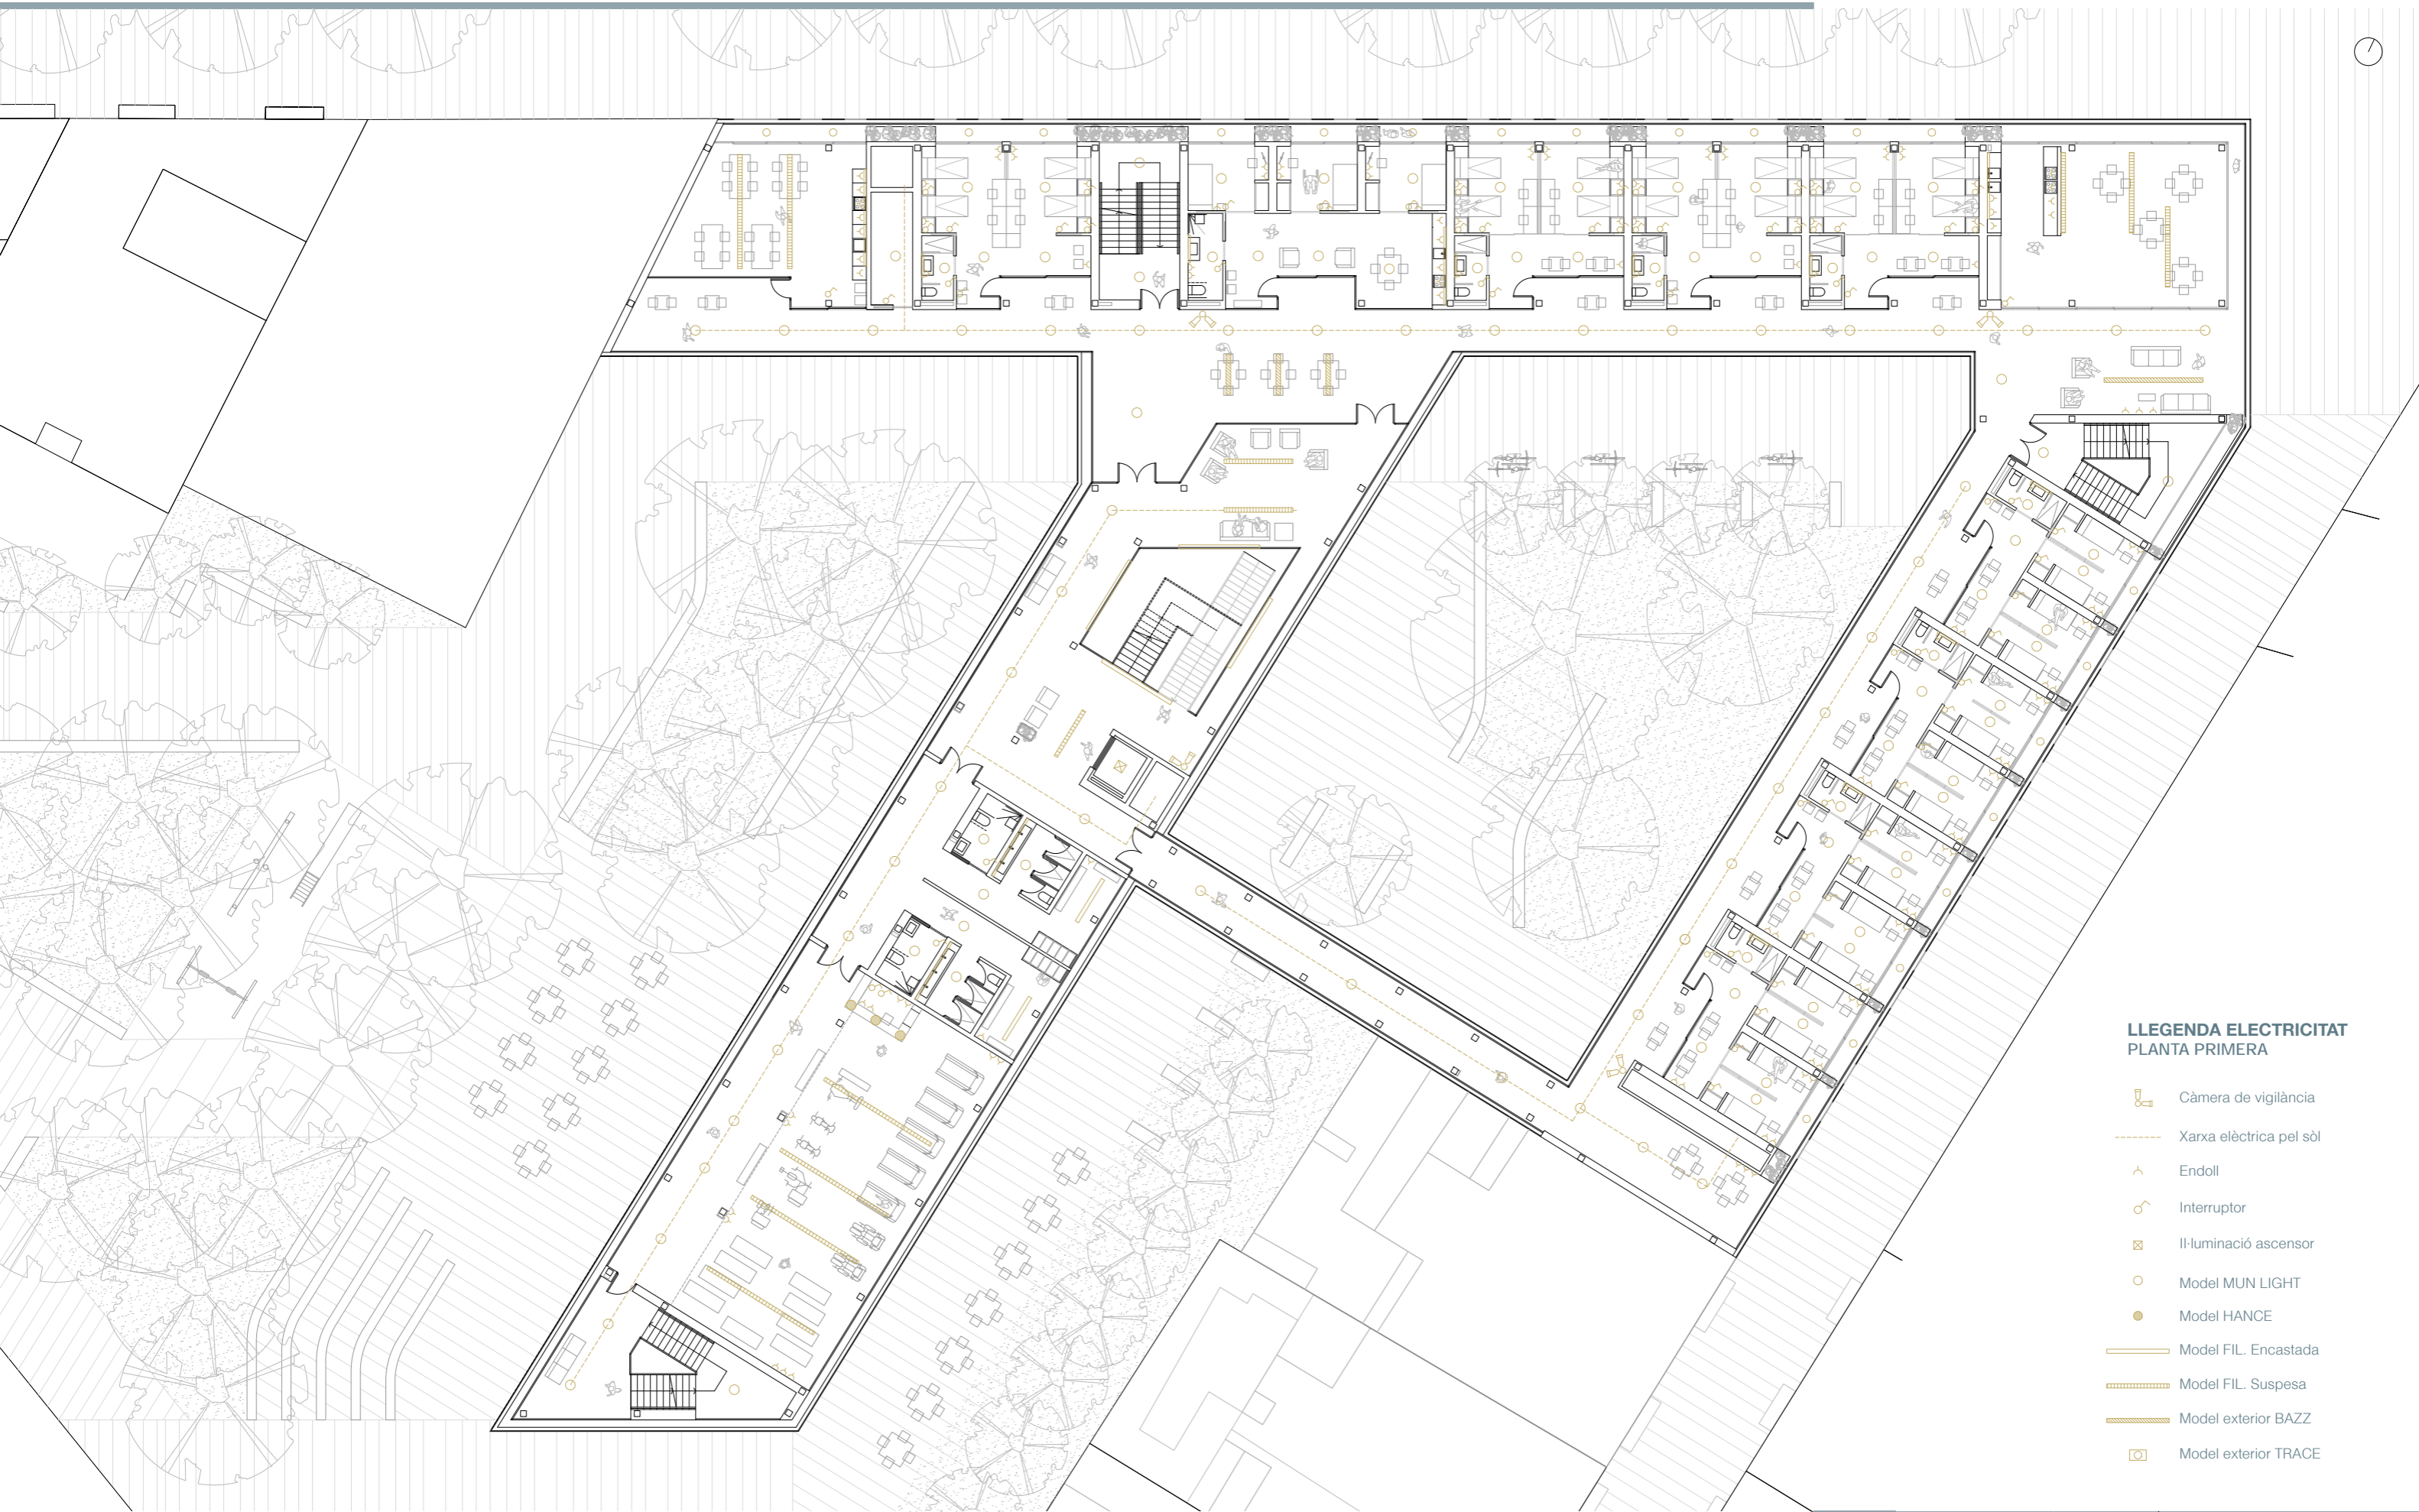 LLEGENDA ELECTRICITAT
PLANTA PRIMERA
Càmera de vigilància
Xarxa elèctrica pel sòl
Endoll
Interruptor
Il·luminació ascensor
Model MUN LIGHT
Model HANCE
Model FIL. Encastada
Model FIL. Suspesa
Model exterior BAZZ
Model exterior TRACE